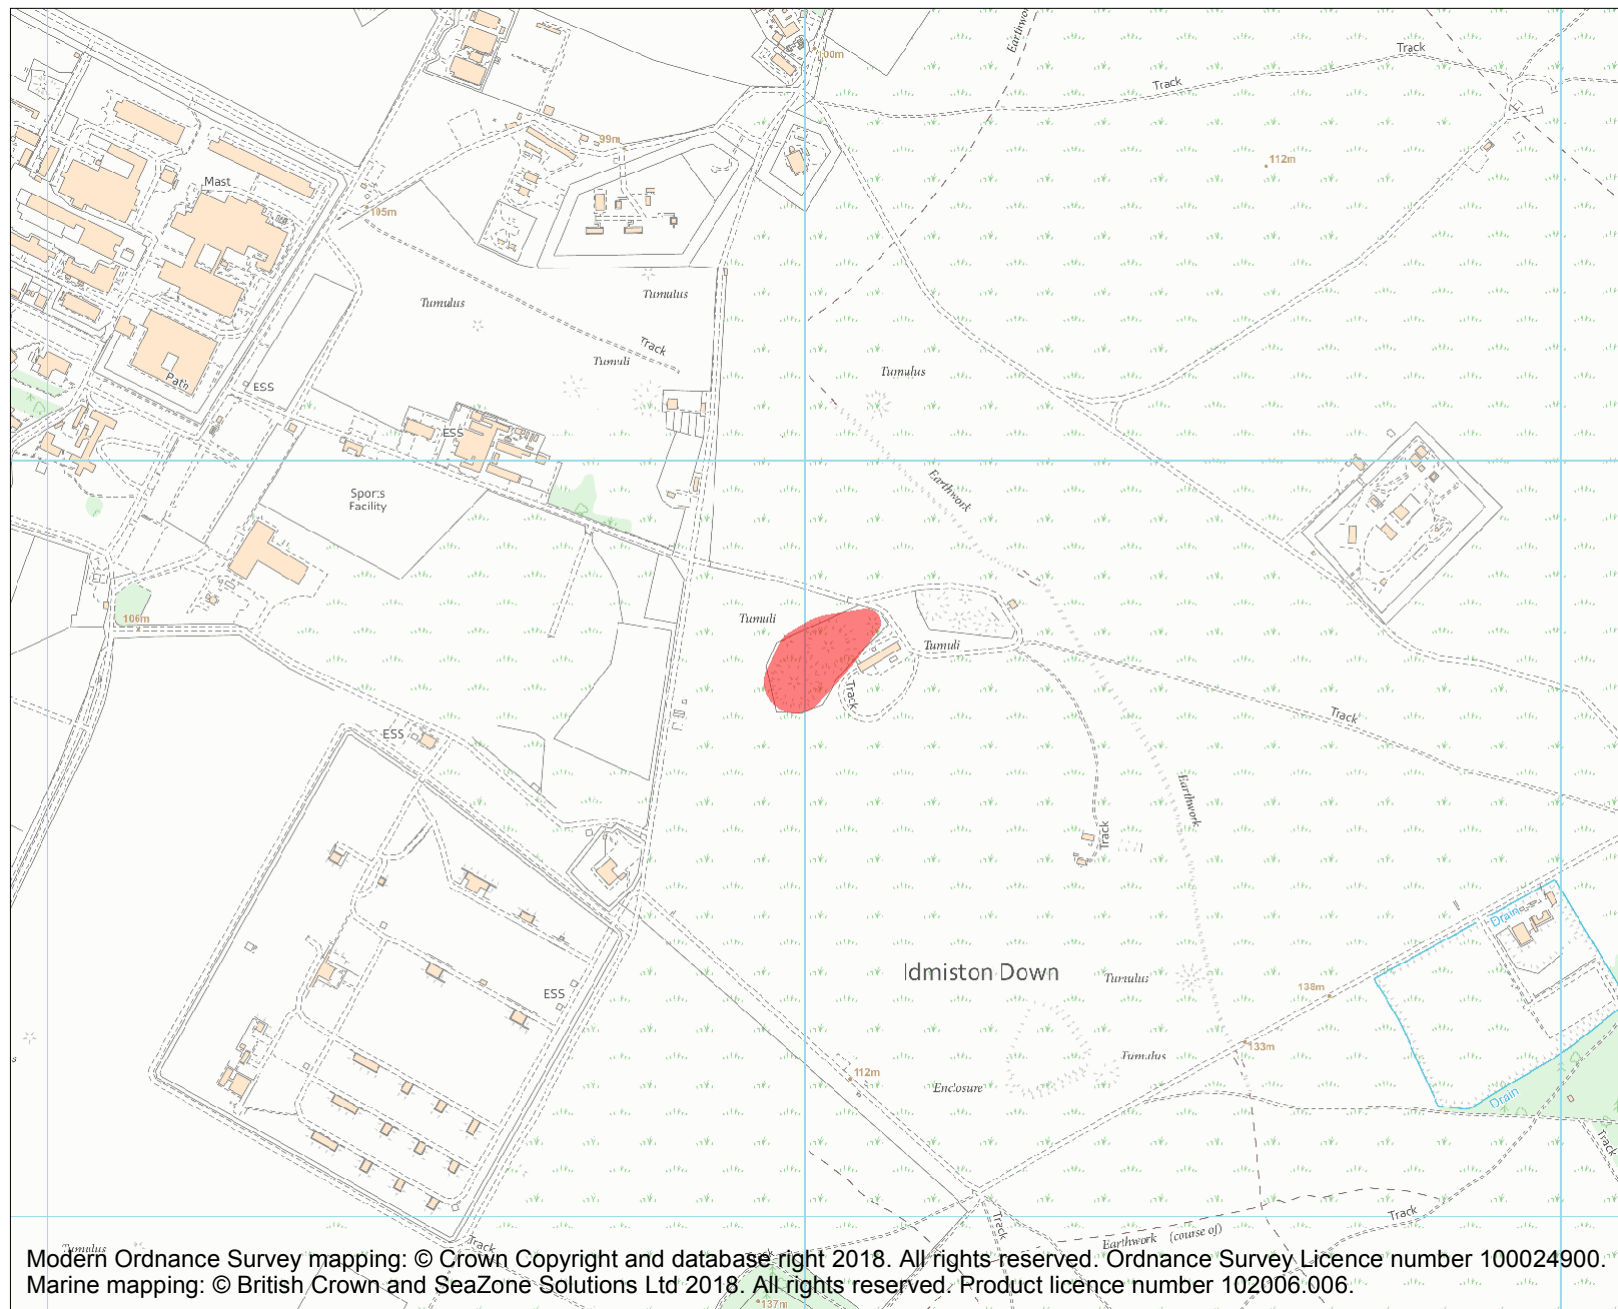 Earthwork
100m
Track
Track
99m
112m
Mast
105m
Tumulus
Tumulus
Track
Tumuli
Tumulus
Path
ESS
ESS
Earthwork
Sports
Facility
106m
Tumuli
Tumuli
Track
Track
ESS
Earthwork
Track
Drain
ESS
Idmiston Down
Tumulus
138m
133m
Tumulus
112m
Enclosure
Drain
Track
Track
Track
Earthwork (course of)
Track
Tumulus
Track
Modern Ordnance Survey mapping: © Crown Copyright and database right 2018. All rights reserved. Ordnance Survey Licence number 100024900.
Marine mapping: © British Crown and SeaZone Solutions Ltd 2018. All rights reserved. Product licence number 102006.006.
137m